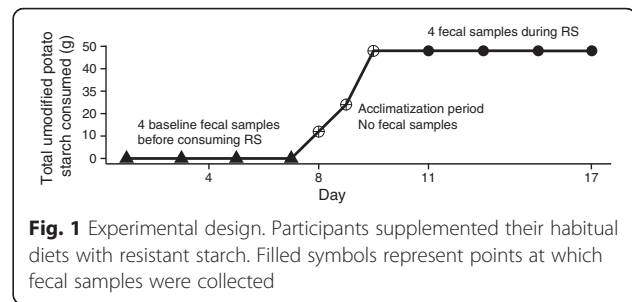 Total umodified potato
starch consumed (g)
50
40
35
20
10
0
4 fecal samples during RS
4 baseline fecal samples
before consuming RS
Acclimatization period
No fecal samples
4
8
11
17
Day
Fig. 1 Experimental design. Participants supplemented their habitual
diets with resistant starch. Filled symbols represent points at which
fecal samples were collected